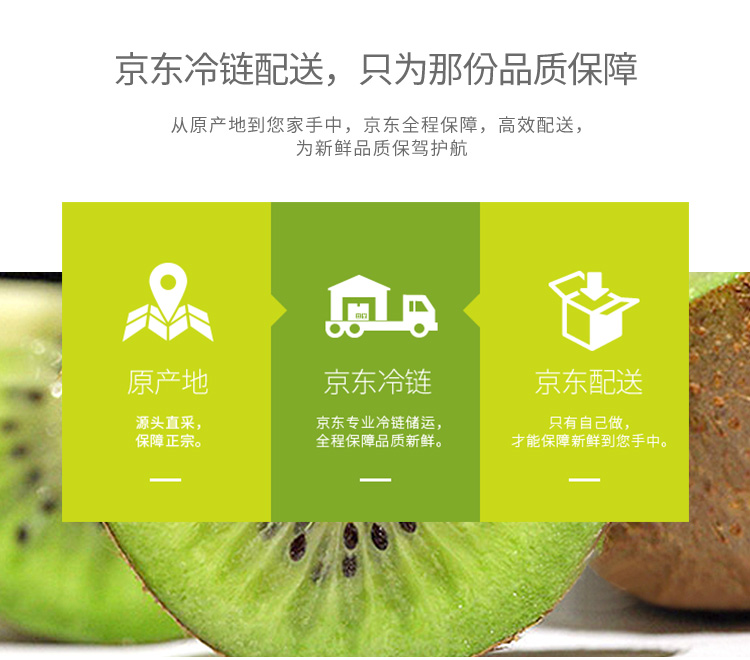 京东冷链配送，只为那份品质保障
从原产地到您家手中，京东全程保障，高效配送，
为新鲜品质保驾护航
原产地
源头直采，
保障正宗。
京东冷链
京东专业冷链储运，
全程保障品质新鲜。
京东配送
只有自己做，
才能保障新鲜到您手中。